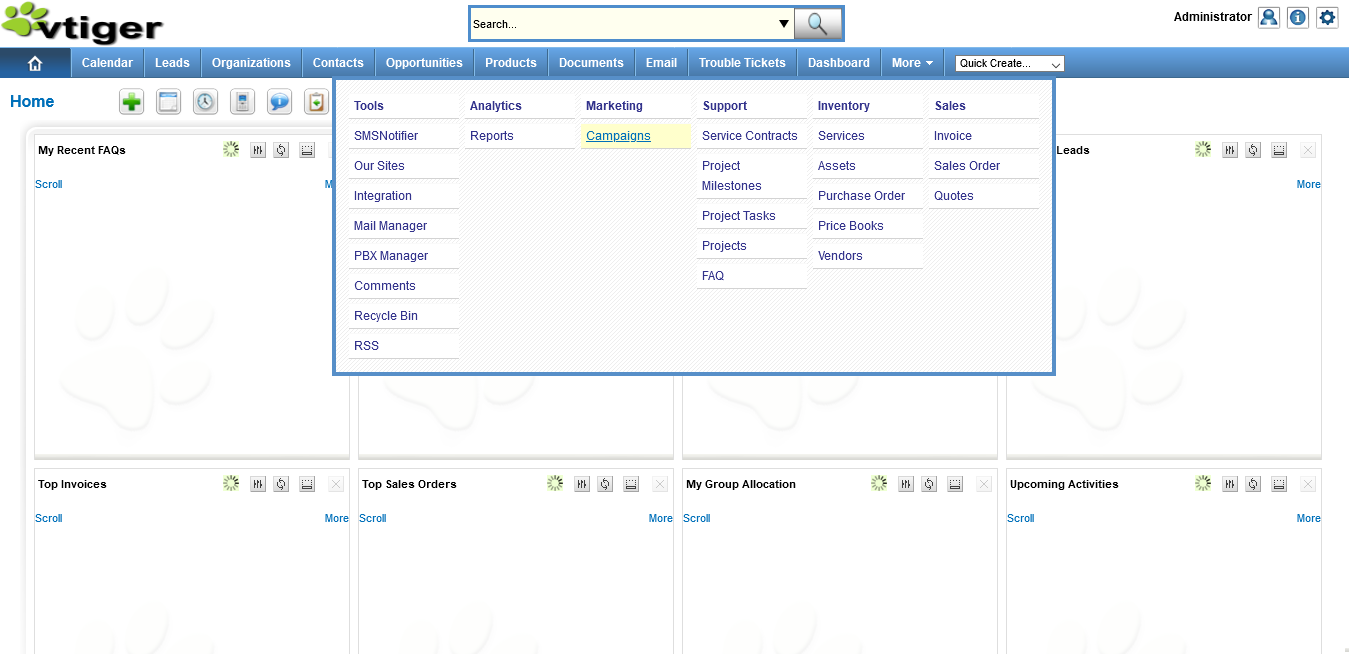 vtiger
Search...
Administrator
Calendar Leads Organizations Contacts Opportunities Products Documents Email Trouble Tickets Dashboard More Quick Create...
Home
Tools Analytics Marketing Support Inventory Sales
SMSNotifier Reports Campaigns Service Contracts Services Invoice
Our Sites Project Milestones Assets Sales Order
Integration Project Tasks Purchase Order Quotes
Mail Manager Projects Price Books
PBX Manager FAQ Vendors
Comments
Recycle Bin
RSS
My Recent FAQs
Leads
Scroll
More
Top Invoices Top Sales Orders My Group Allocation Upcoming Activities
Scroll More Scroll More Scroll Scroll More